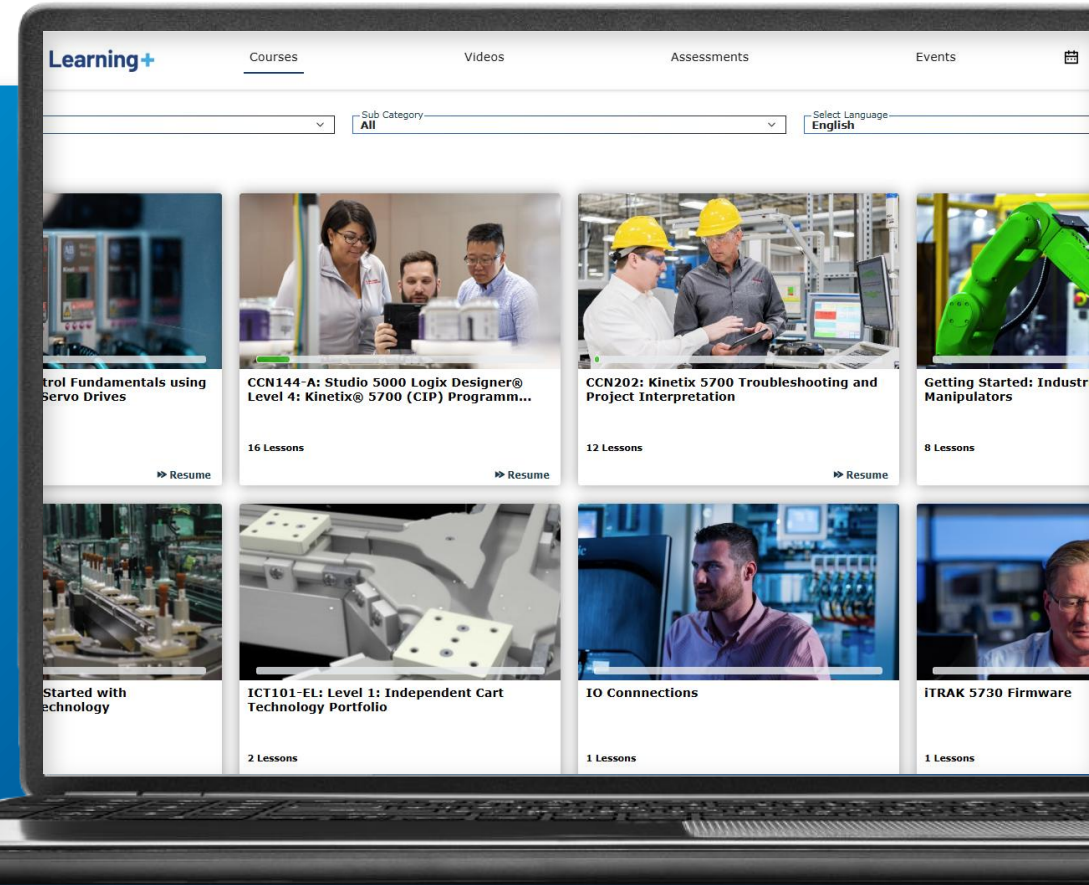 Learning+
Courses
Videos
Assessments
Events
Sub Category
All
Select Language
English
trol Fundamentals using
Servo Drives
Resume
CCN144-A: Studio 5000 Logix Designer®
Level 4: Kinetix® 5700 (CIP) Programm...
16 Lessons
Resume
CCN202: Kinetix 5700 Troubleshooting and
Project Interpretation
12 Lessons
Resume
Getting Started: Industr
Manipulators
8 Lessons
Started with
echnology
ICT101-EL: Level 1: Independent Cart
Technology Portfolio
2 Lessons
IO Connnections
1 Lessons
iTRAK 5730 Firmware
1 Lessons